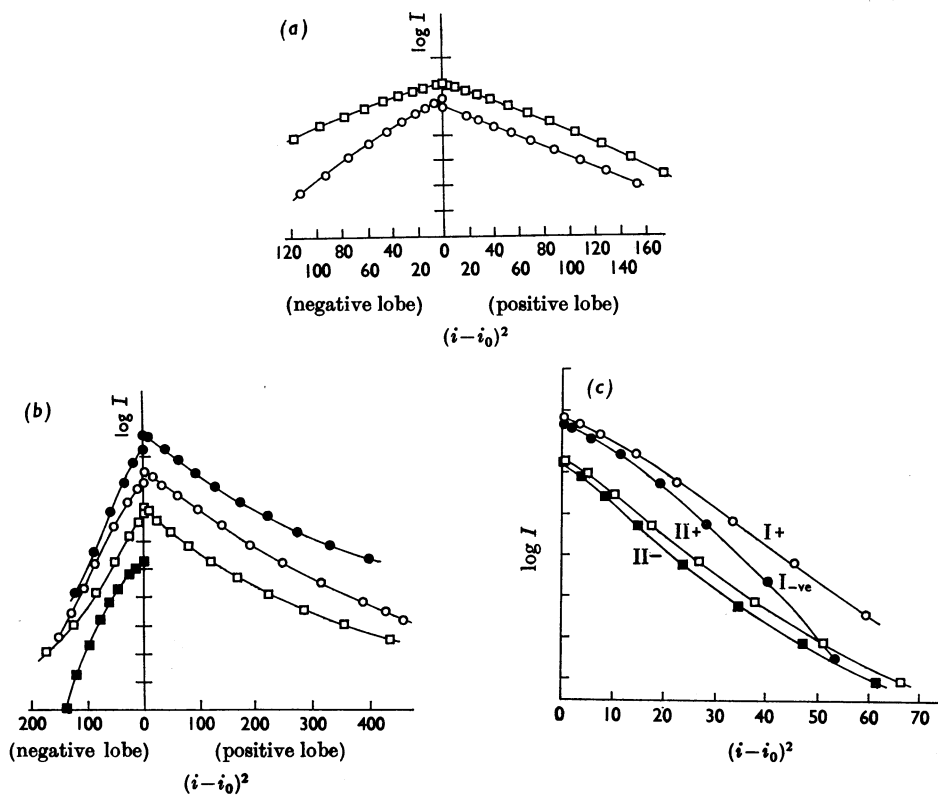 (a)
log I
120 80 40 0 40 80 120 160
100 60 20 20 60 100 140
(negative lobe) (positive lobe)
(i−i₀)²
(b)
log I
200 100 0 100 200 300 400
(negative lobe) (positive lobe)
(i−i₀)²
(c)
log I
I+
II+
II−
I−ve
0 10 20 30 40 50 60 70
(i−i₀)²